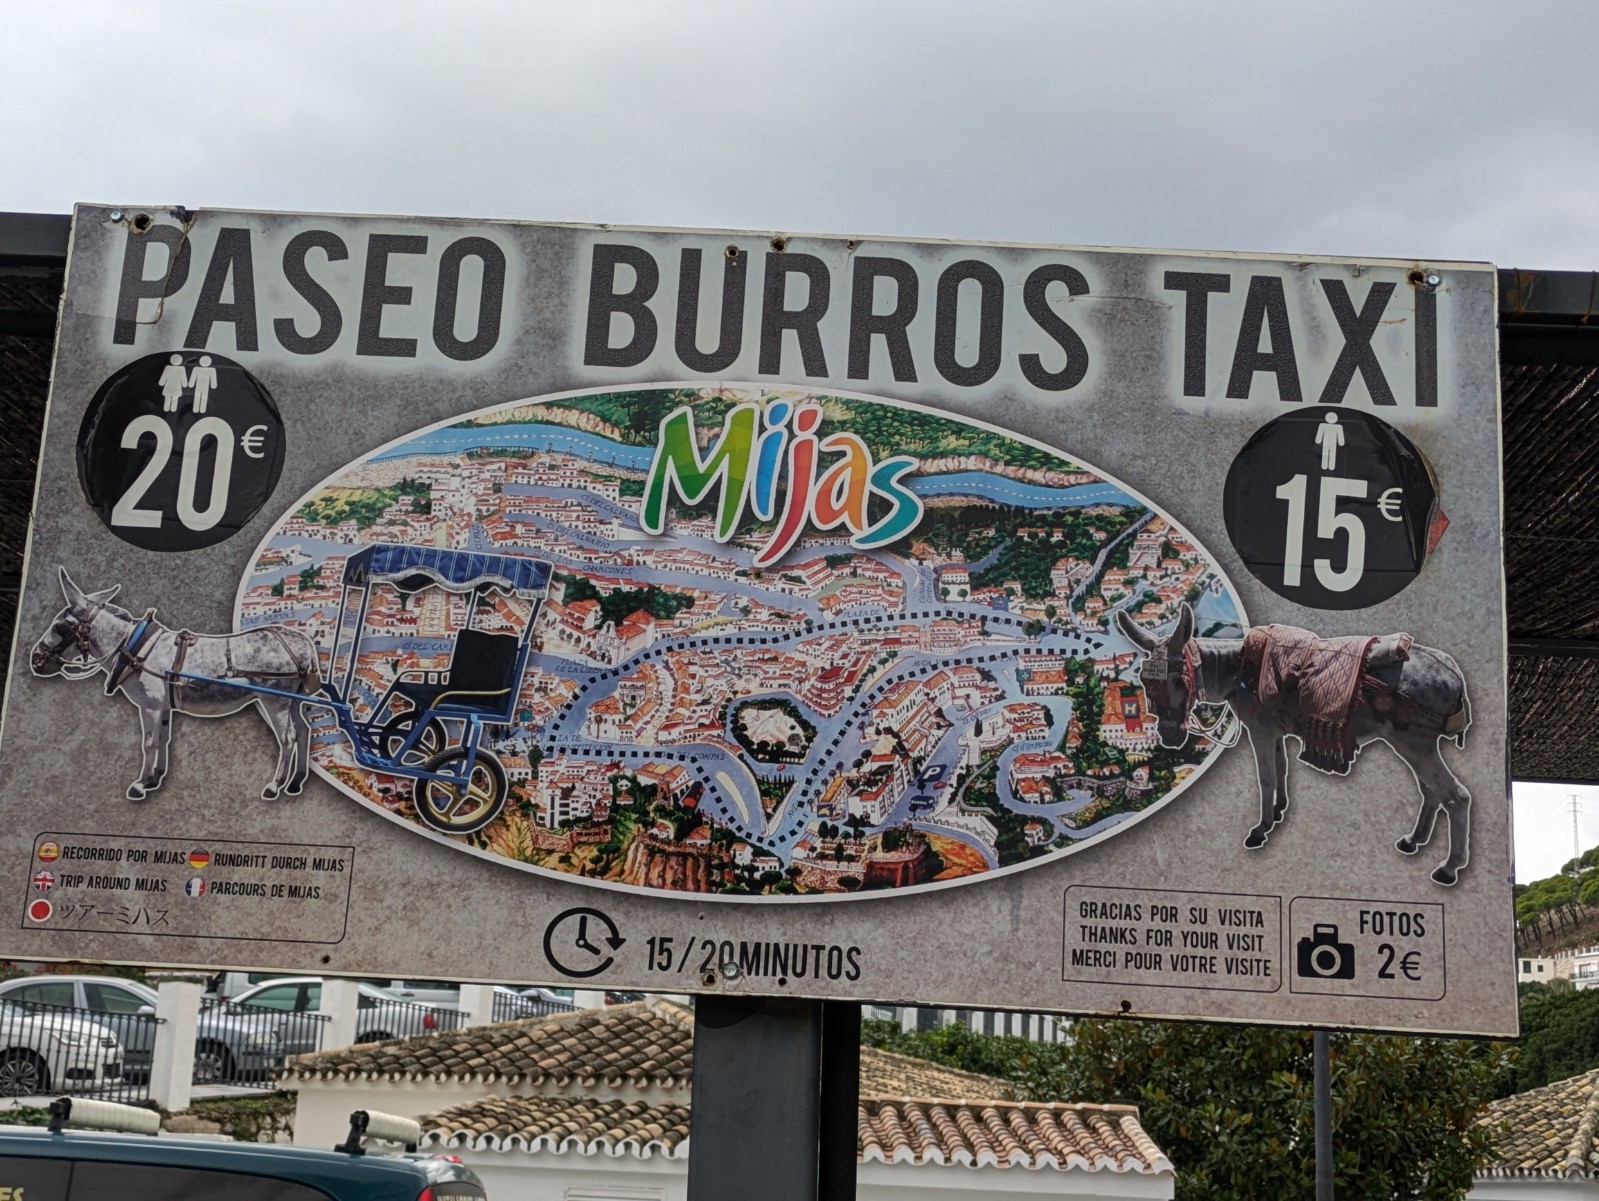 PASEO BURROS TAXI
20€
Mijas
15€
RECORRIDO POR MIJAS
RUNDRITT DURCH MIJAS
TRIP AROUND MIJAS
PARCOURS DE MIJAS
ツアーミハス
15/20MINUTOS
GRACIAS POR SU VISITA
THANKS FOR YOUR VISIT
MERCI POUR VOTRE VISITE
FOTOS
2€
P